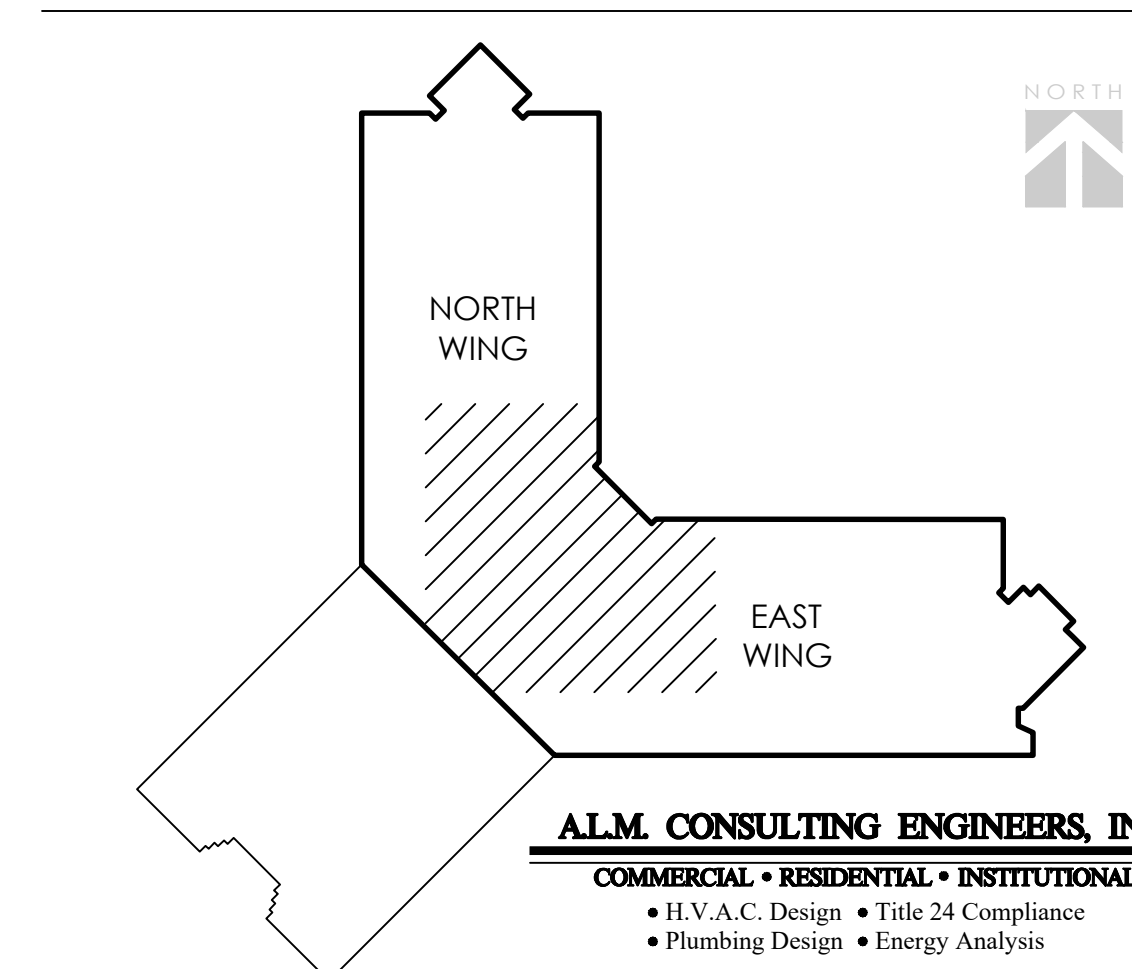 NORTH
NORTH
WING
EAST
WING
A.L.M. CONSULTING ENGINEERS,
COMMERCIAL • RESIDENTIAL • INSTITUTIONAL
• H.V.A.C. Design • Title 24 Compliance
• Plumbing Design • Energy Analysis